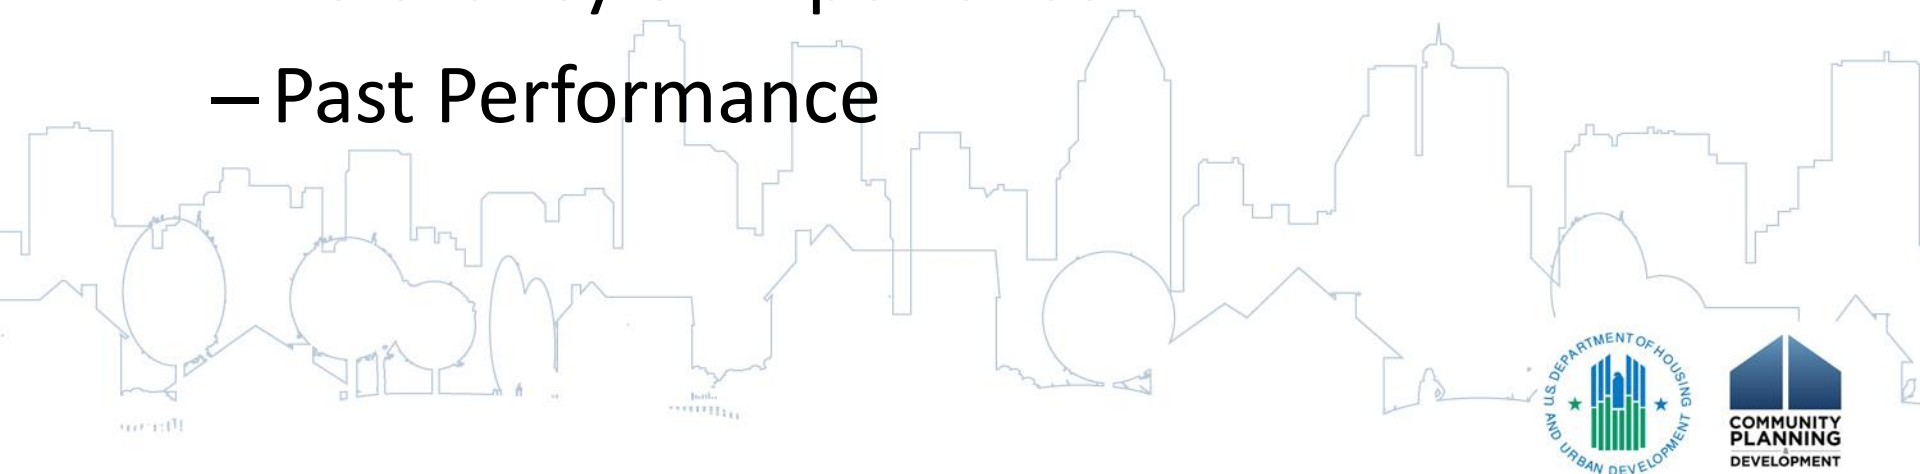 – Past Performance
U.S. DEPARTMENT OF HOUSING AND URBAN DEVELOPMENT
COMMUNITY
PLANNING
&
DEVELOPMENT